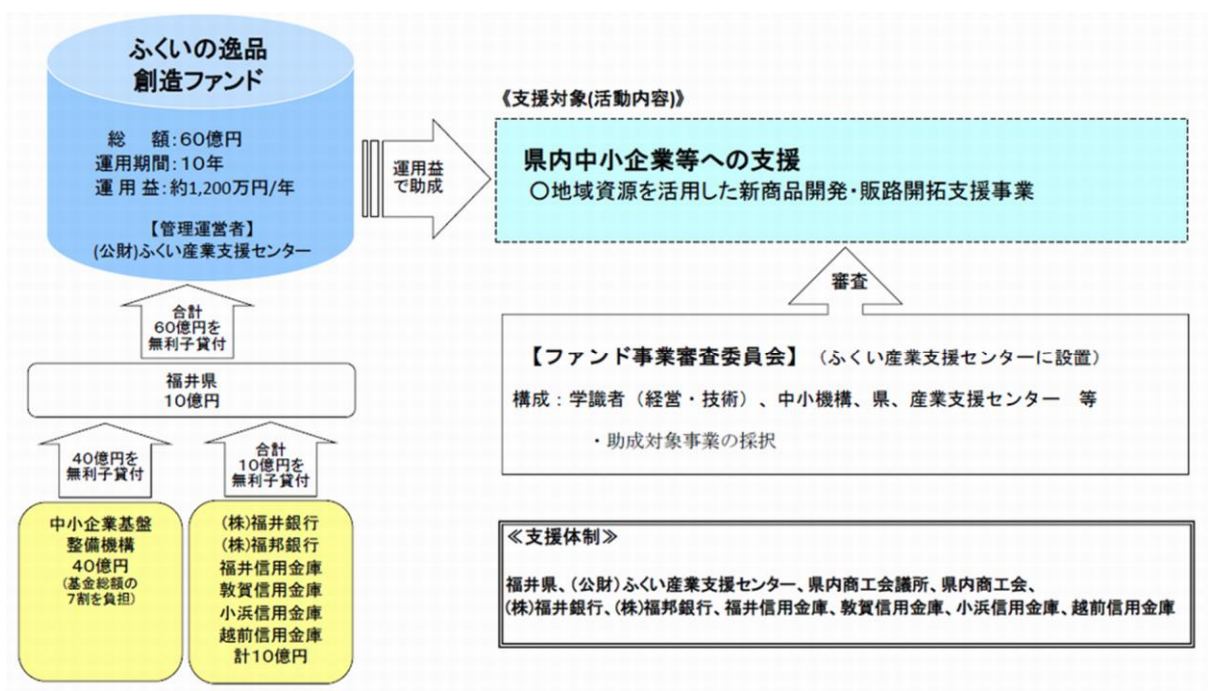 ふくいの逸品
創造ファンド
総　額：60億円
運用期間：10年
運 用 益：約1,200万円/年
【管理運営者】
(公財)ふくい産業支援センター
合計
60億円を
無利子貸付
福井県
10億円
40億円を
無利子貸付
合計
10億円を
無利子貸付
中小企業基盤
整備機構
40億円
(基金総額の
7割を負担)
(株)福井銀行
(株)福邦銀行
福井信用金庫
敦賀信用金庫
小浜信用金庫
越前信用金庫
計10億円
運用益
で助成
《支援対象(活動内容)》
県内中小企業等への支援
〇地域資源を活用した新商品開発・販路開拓支援事業
審査
【ファンド事業審査委員会】（ふくい産業支援センターに設置）
構成：学識者（経営・技術）、中小機構、県、産業支援センター　等
・助成対象事業の採択
≪支援体制≫
福井県、(公財)ふくい産業支援センター、県内商工会議所、県内商工会、
(株)福井銀行、(株)福邦銀行、福井信用金庫、敦賀信用金庫、小浜信用金庫、越前信用金庫